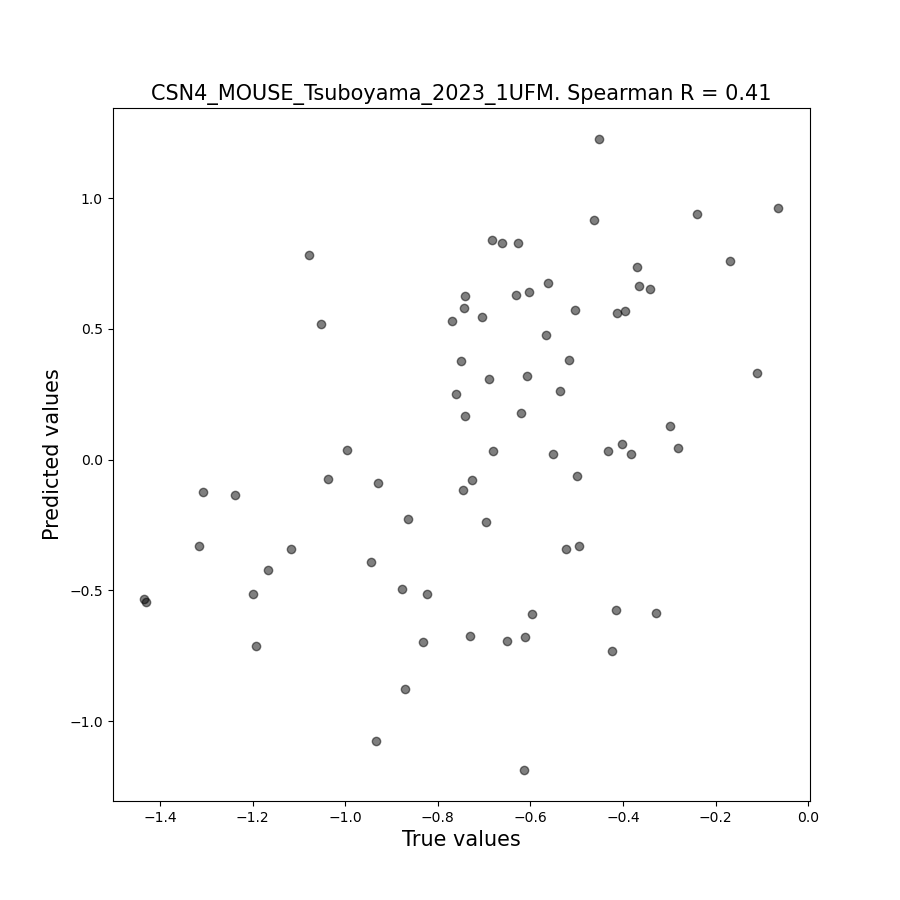 CSN4_MOUSE_Tsuboyama_2023_1UFM. Spearman R = 0.41
1.0
0.5
0.0
−0.5
−1.0
Predicted values
−1.4 −1.2 −1.0 −0.8 −0.6 −0.4 −0.2 0.0
True values